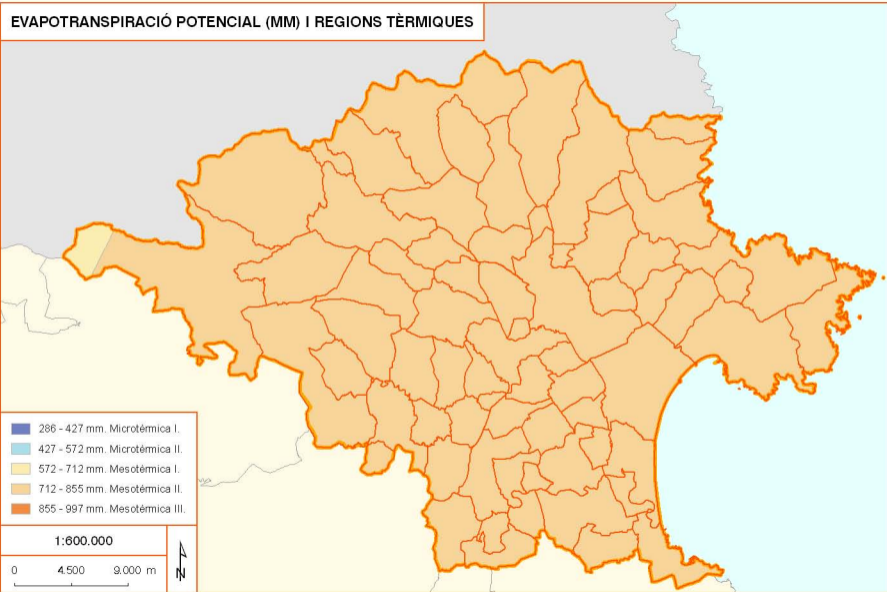 EVAPOTRANSPIRACIÓ POTENCIAL (MM) I REGIONS TÈRMIQUES
286 - 427 mm. Microtèrmica I.
427 - 572 mm. Microtèrmica II.
572 - 712 mm. Mesotèrmica I.
712 - 855 mm. Mesotèrmica II.
855 - 997 mm. Mesotèrmica III.
1:600.000
0 4.500 9.000 m
N